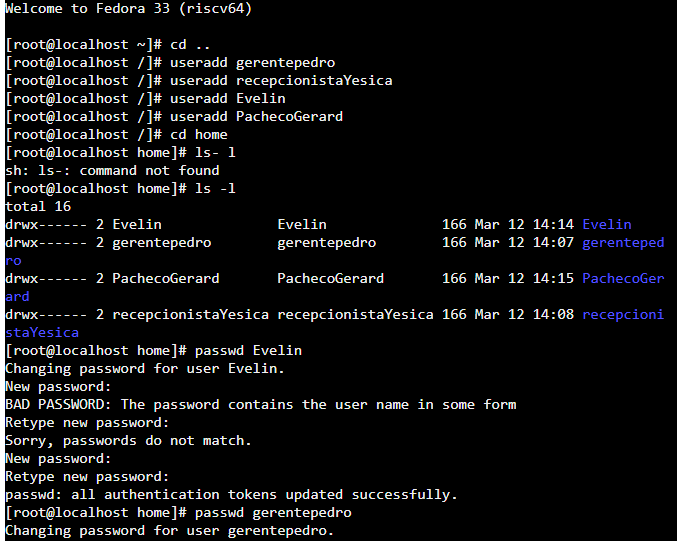 Welcome to Fedora 33 (riscv64)
[root@localhost ~]# cd ..
[root@localhost /]# useradd gerentepedro
[root@localhost /]# useradd recepcionistaYesica
[root@localhost /]# useradd Evelin
[root@localhost /]# useradd PachecoGerard
[root@localhost /]# cd home
[root@localhost home]# ls- l
sh: ls-: command not found
[root@localhost home]# ls -l
total 16
drwx------ 2 Evelin              Evelin              166 Mar 12 14:14 Evelin
drwx------ 2 gerentepedro        gerentepedro        166 Mar 12 14:07 gerenteped
ro
drwx------ 2 PachecoGerard       PachecoGerard       166 Mar 12 14:15 PachecoGer
ard
drwx------ 2 recepcionistaYesica recepcionistaYesica 166 Mar 12 14:08 recepcioni
staYesica
[root@localhost home]# passwd Evelin
Changing password for user Evelin.
New password:
BAD PASSWORD: The password contains the user name in some form
Retype new password:
Sorry, passwords do not match.
New password:
Retype new password:
passwd: all authentication tokens updated successfully.
[root@localhost home]# passwd gerentepedro
Changing password for user gerentepedro.